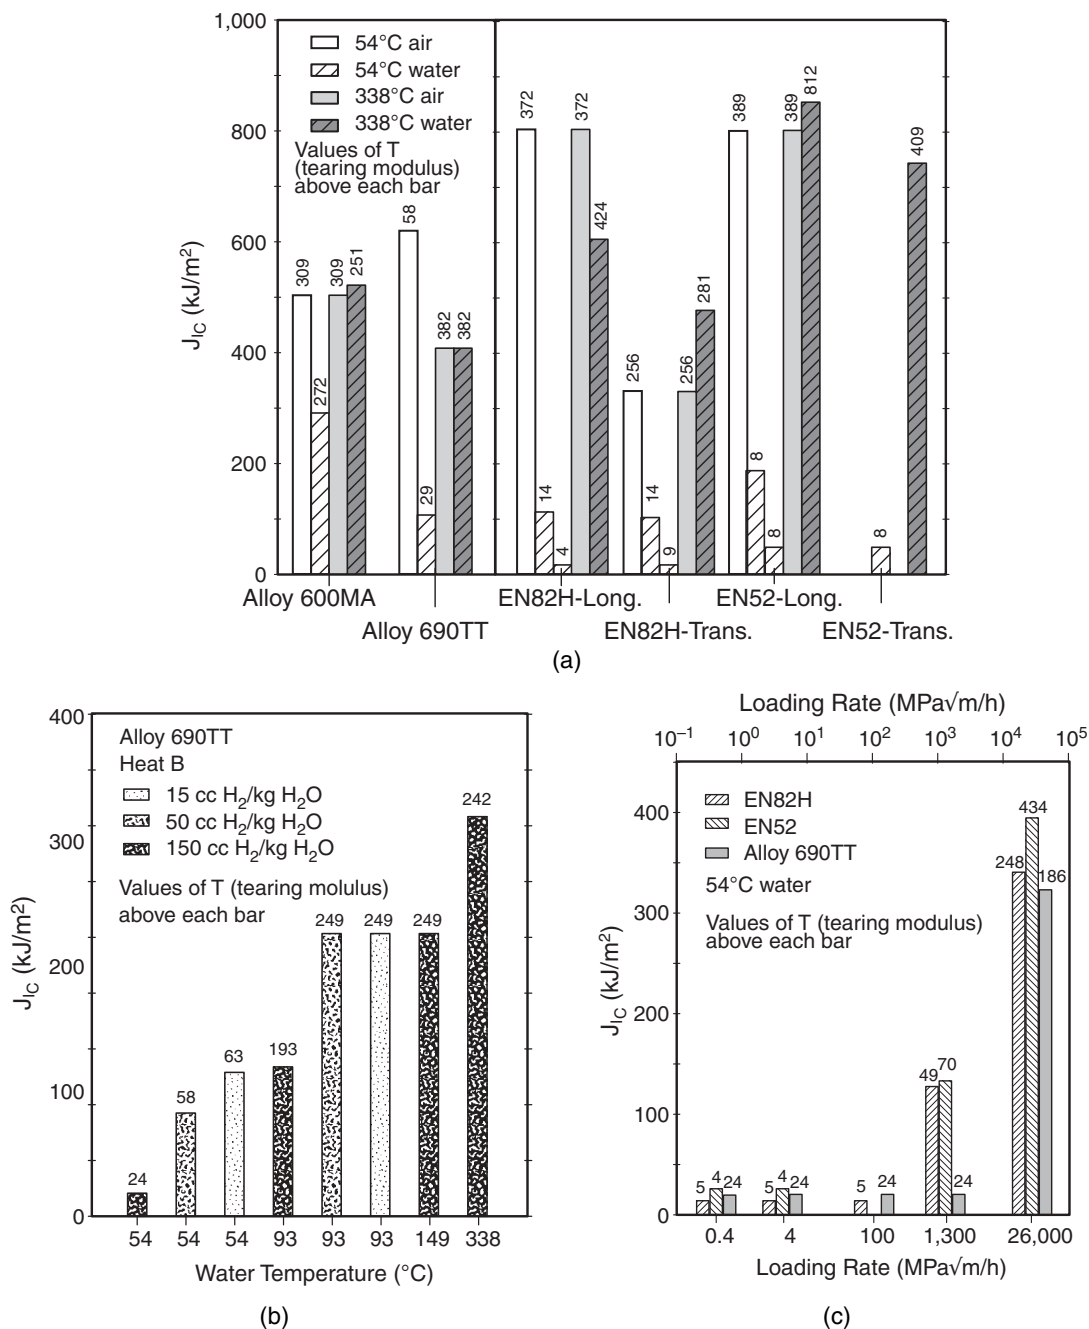 1,000
800
600
400
200
0
J_IC (kJ/m²)
54°C air
54°C water
338°C air
338°C water
Values of T
(tearing modulus)
above each bar
309
272
309
251
58
29
382
382
372
14
4
372
424
256
14
9
256
281
389
8
8
389
812
8
409
Alloy 600MA
Alloy 690TT
EN82H-Long.
EN82H-Trans.
EN52-Long.
EN52-Trans.
(a)
400
300
200
100
0
J_IC (kJ/m²)
Alloy 690TT
Heat B
15 cc H₂/kg H₂O
50 cc H₂/kg H₂O
150 cc H₂/kg H₂O
Values of T (tearing molulus)
above each bar
24
58
63
193
249
249
249
242
54
54
54
93
93
93
149
338
Water Temperature (°C)
(b)
Loading Rate (MPa√m/h)
10⁻¹ 10⁰ 10¹ 10² 10³ 10⁴ 10⁵
400
300
200
100
0
J_IC (kJ/m²)
EN82H
EN52
Alloy 690TT
54°C water
Values of T (tearing modulus)
above each bar
5 4 24
5 4 24
5 24
49 70 24
248 434 186
0.4 4 100 1,300 26,000
Loading Rate (MPa√m/h)
(c)